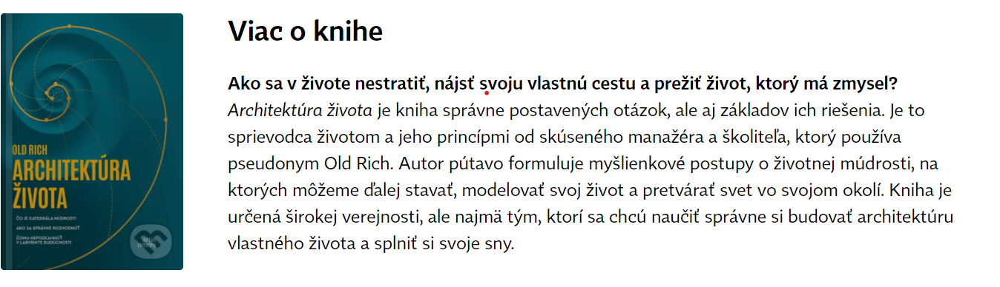 Viac o knihe
Ako sa v živote nestratiť, nájsť svoju vlastnú cestu a prežiť život, ktorý má zmysel?
Architektúra života je kniha správne postavených otázok, ale aj základov ich riešenia. Je to
sprievodca životom a jeho princípmi od skúseného manažéra a školiteľa, ktorý používa
pseudonym Old Rich. Autor pútavo formuluje myšlienkové postupy o životnej múdrosti, na
ktorých môžeme ďalej stavať, modelovať svoj život a pretvárať svet vo svojom okolí. Kniha je
určená širokej verejnosti, ale najmä tým, ktorí sa chcú naučiť správne si budovať architektúru
vlastného života a splniť si svoje sny.
OLD RICH
ARCHITEKTÚRA
ŽIVOTA
ČO JE KATEDRÁLA MÚDROSTI
AKO SA SPRÁVNE ROZHODNÚŤ
ČOMU NEPODĽAHNÚŤ
V LABYRINTE BUDÚCNOSTI
artis
omnis